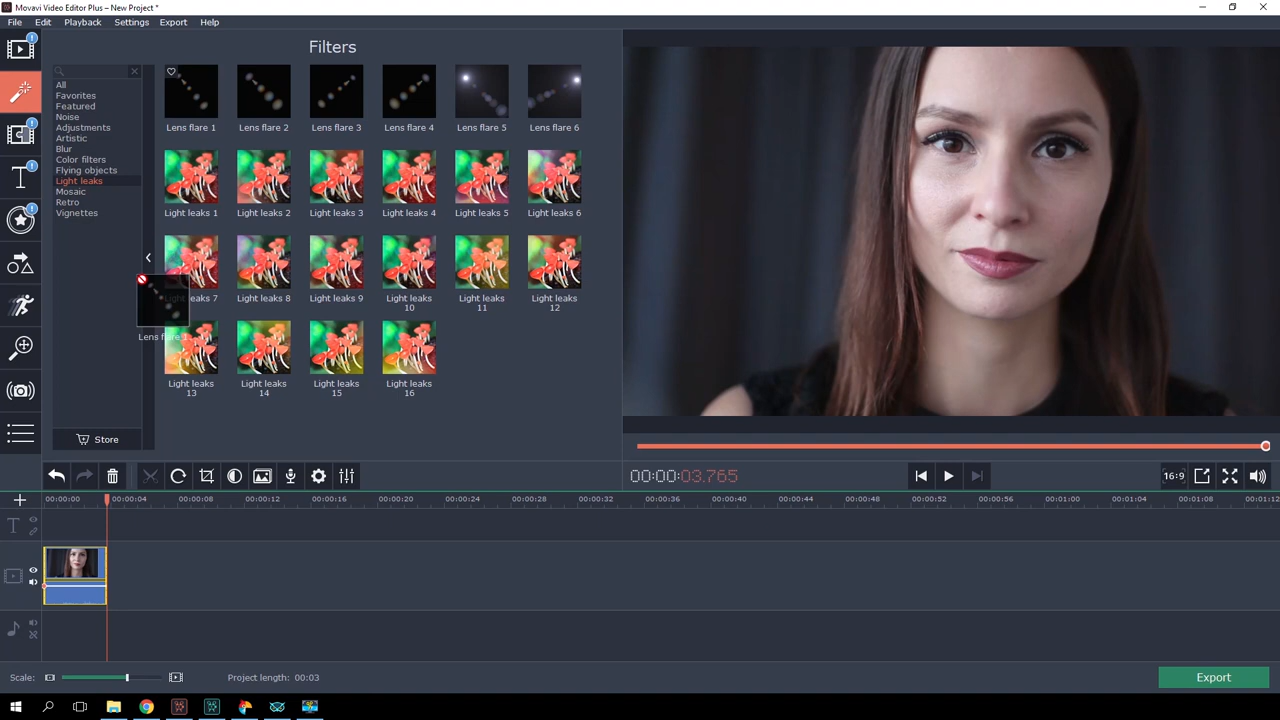 Movavi Video Editor Plus – New Project *
File Edit Playback Settings Export Help
Filters
All
Favorites
Featured
Noise
Adjustments
Artistic
Blur
Color filters
Flying objects
Light leaks
Mosaic
Retro
Vignettes
Store
Lens flare 1 Lens flare 2 Lens flare 3 Lens flare 4 Lens flare 5 Lens flare 6
Light leaks 1 Light leaks 2 Light leaks 3 Light leaks 4 Light leaks 5 Light leaks 6
Light leaks 7 Light leaks 8 Light leaks 9 Light leaks 10 Light leaks 11 Light leaks 12
Lens flare 1
Light leaks 13 Light leaks 14 Light leaks 15 Light leaks 16
00:00:03.765
16:9
00:00:00 00:00:04 00:00:08 00:00:12 00:00:16 00:00:20 00:00:24 00:00:28 00:00:32 00:00:36 00:00:40 00:00:44 00:00:48 00:00:52 00:00:56 00:01:00 00:01:04 00:01:08 00:01:12
Scale: Project length: 00:03
Export